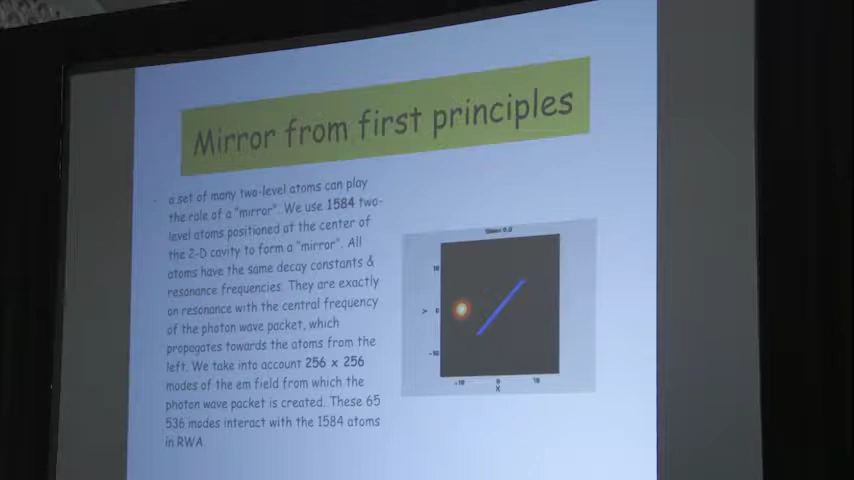 Mirror from first principles
a set of many two-level atoms can play
the role of a "mirror". We use 1584 two-
level atoms positioned at the center of
the 2-D cavity to form a "mirror". All
atoms have the same decay constants &
resonance frequencies. They are exactly
on resonance with the central frequency
of the photon wave packet, which
propagates towards the atoms from the
left. We take into account 256 x 256
modes of the em field from which the
photon wave packet is created. These 65
536 modes interact with the 1584 atoms
in RWA.
10
Y 0
-10
-10 0 10
X